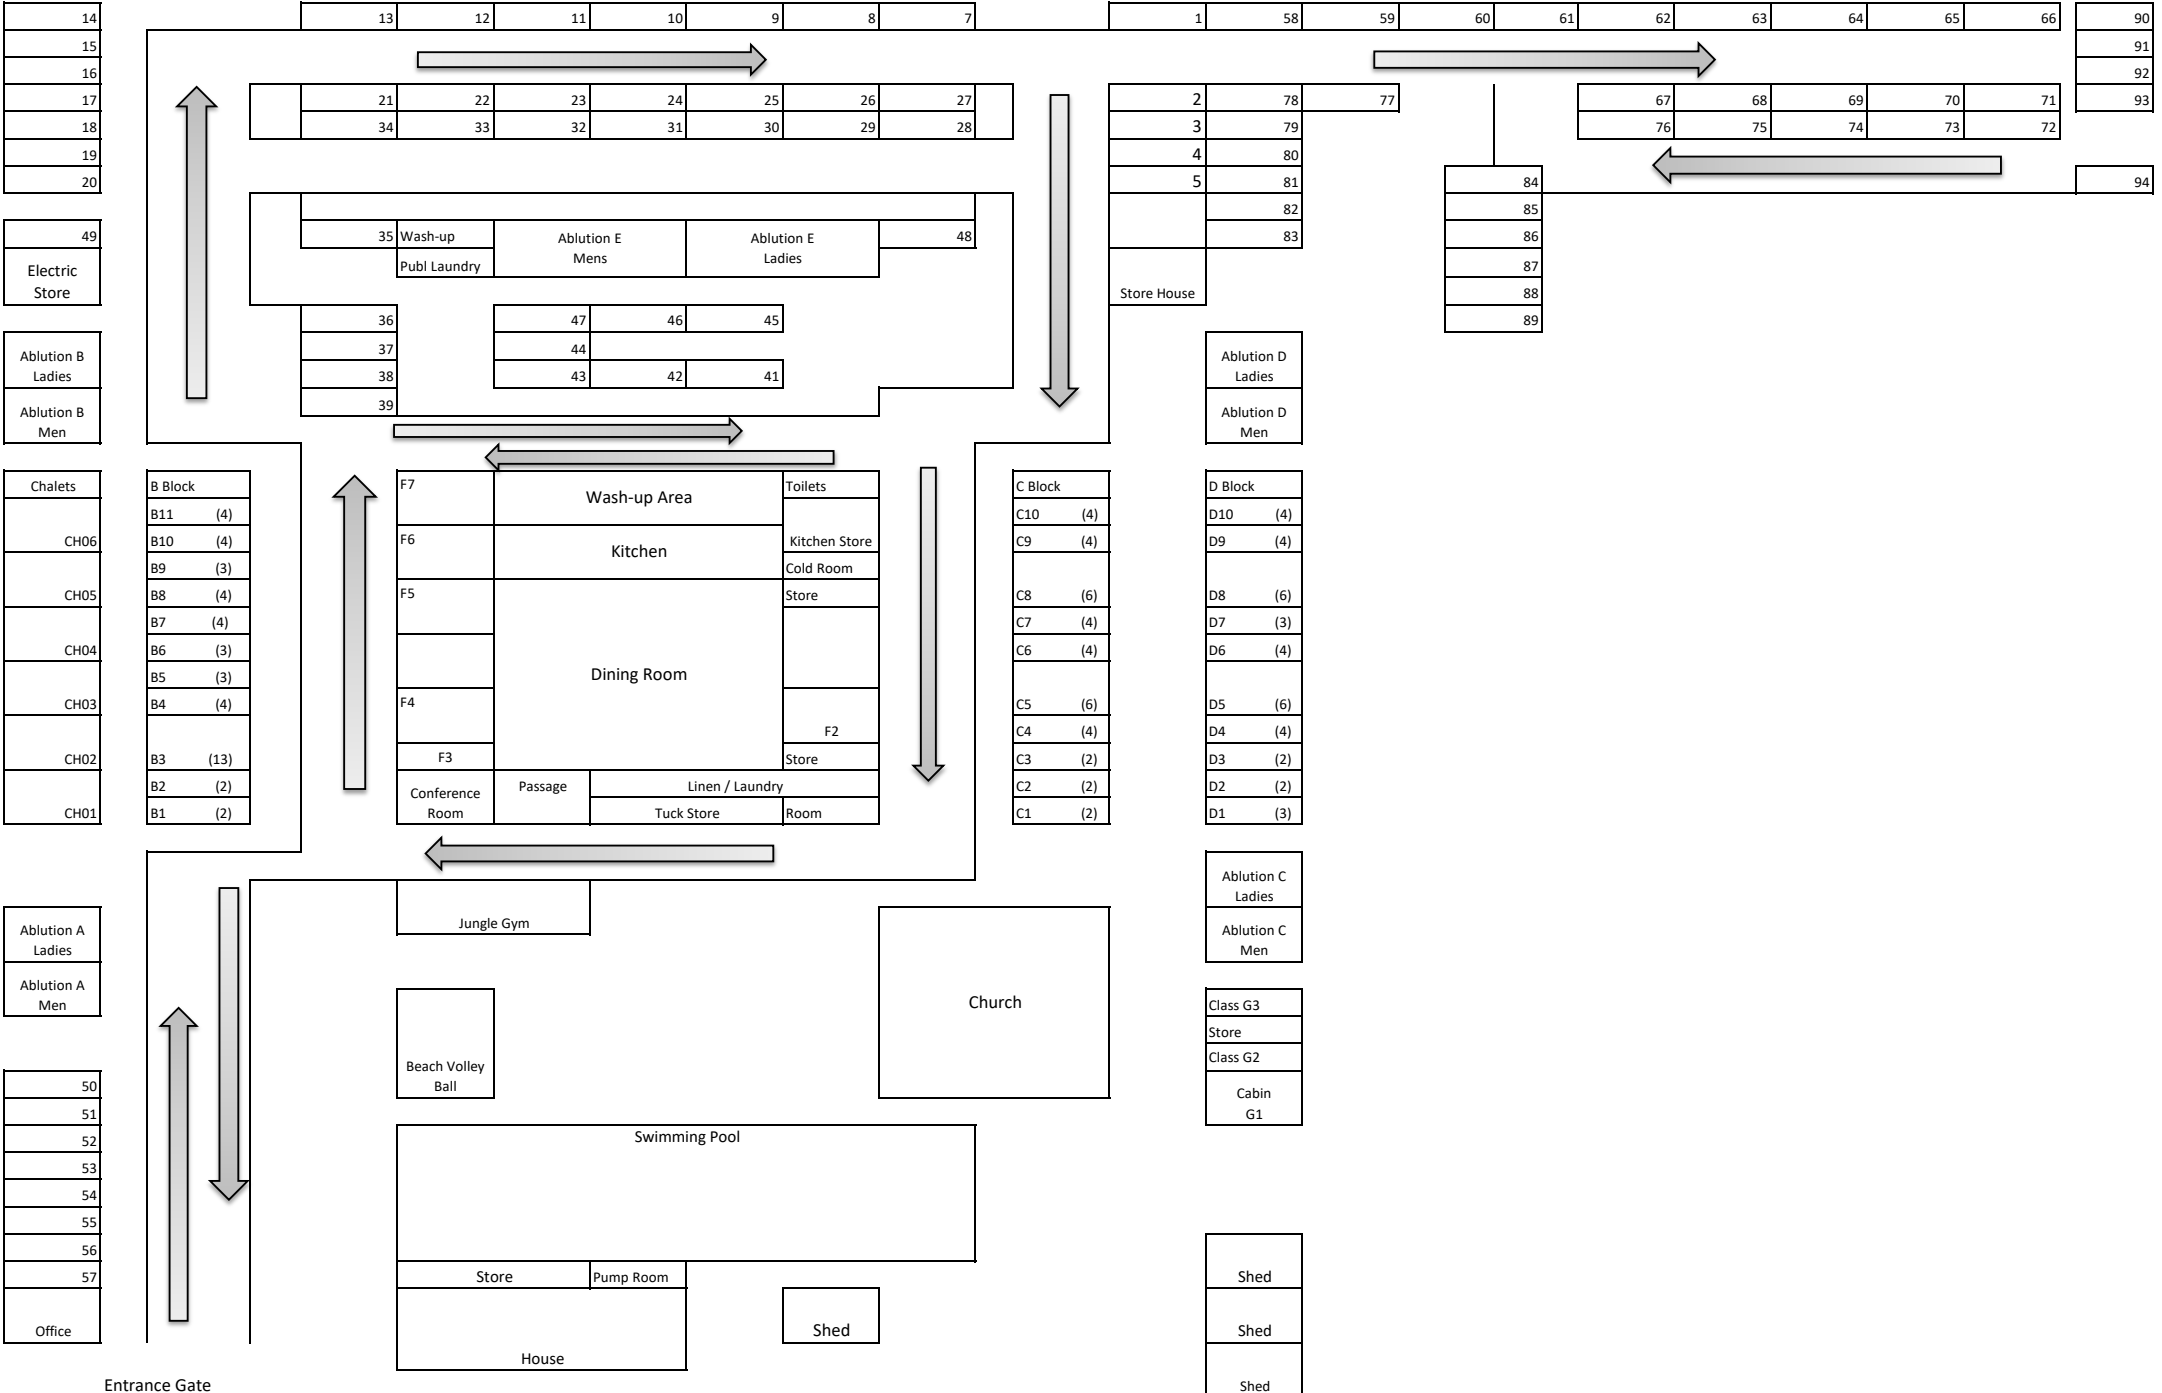 14 13 12 11 10 9 8 7 1 58 59 60 61 62 63 64 65 66 90
15 91
16 92
17 21 22 23 24 25 26 27 2 78 77 67 68 69 70 71 93
18 34 33 32 31 30 29 28 3 79 76 75 74 73 72
19 4 80
20 5 81 84 94
82 85
49 35 Wash-up Ablution E Ablution E 48 83 86
Mens Ladies
Publ Laundry 87
Electric
Store Store House 88
36 47 46 45 89
37 44
Ablution B Ablution D
Ladies Ladies
38 43 42 41
39
Ablution B Ablution D
Men Men
Chalets B Block F7 Wash-up Area Toilets C Block D Block
B11 (4) C10 (4) D10 (4)
CH06 B10 (4) F6 Kitchen Kitchen Store C9 (4) D9 (4)
B9 (3) Cold Room
CH05 B8 (4) F5 Store C8 (6) D8 (6)
B7 (4) C7 (4) D7 (3)
CH04 B6 (3) C6 (4) D6 (4)
B5 (3) Dining Room
CH03 B4 (4) F4 C5 (6) D5 (6)
F2 C4 (4) D4 (4)
CH02 B3 (13) F3 Store C3 (2) D3 (2)
B2 (2) Conference Passage Linen / Laundry C2 (2) D2 (2)
CH01 B1 (2) Room Tuck Store Room C1 (2) D1 (3)
Ablution C
Ladies
Ablution A Jungle Gym Ablution C
Ladies Men
Ablution A
Men
Church Class G3
Store
Class G2
Beach Volley
Ball
Cabin
G1
50
51
52 Swimming Pool
53
54
55
56
57 Store Pump Room Shed
Office Shed Shed
House
Entrance Gate Shed